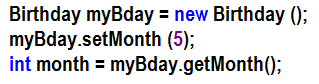 Birthday myBday = new Birthday ();
myBday.setMonth (5);
int month = myBday.getMonth();